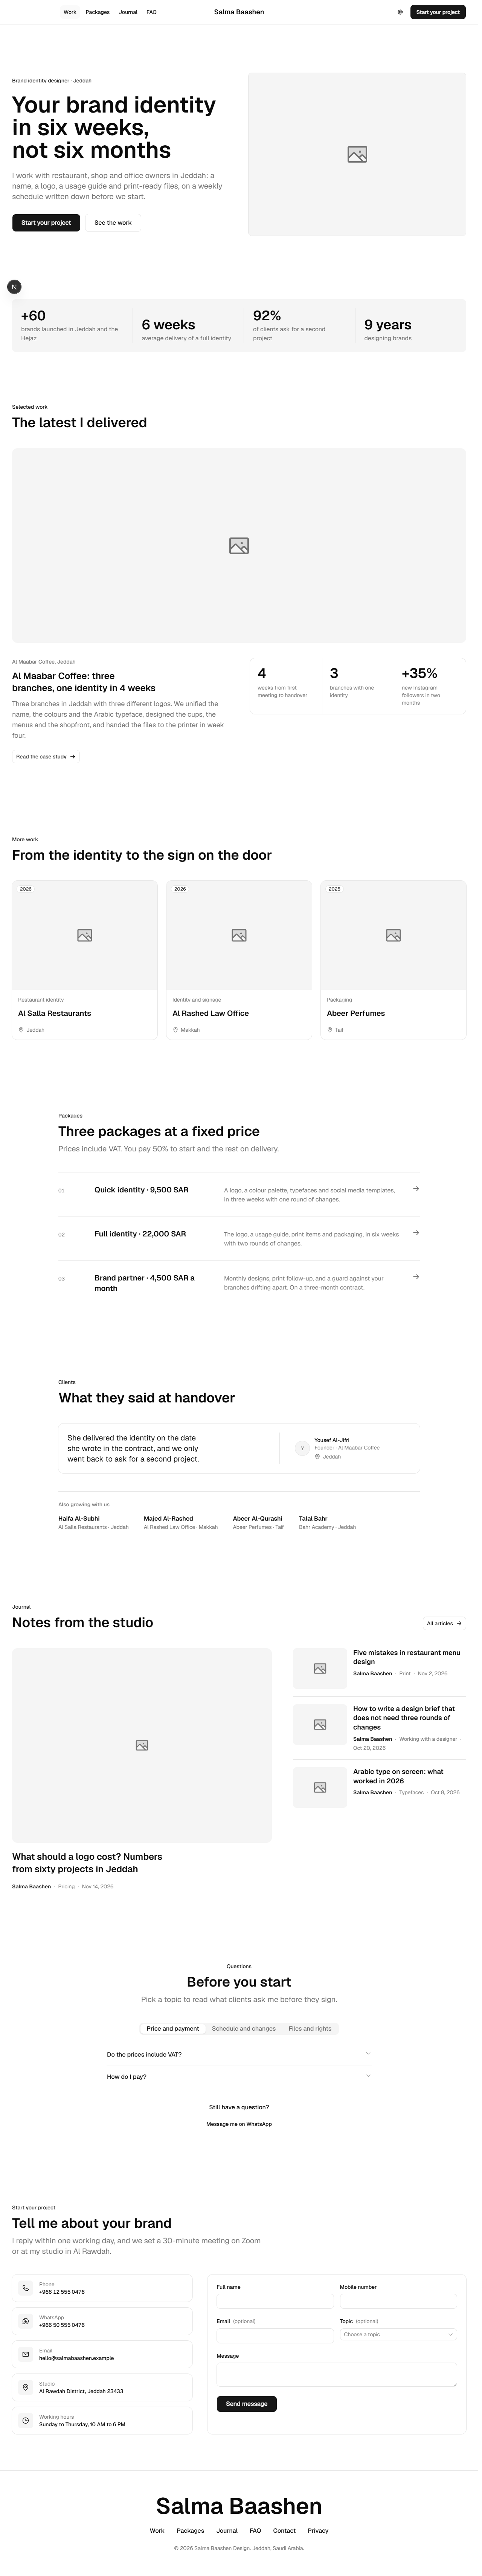 Work
Packages
Journal
FAQ
Salma Baashen
Start your project
Brand identity designer · Jeddah
Your brand identity
in six weeks,
not six months
I work with restaurant, shop and office owners in Jeddah: a
name, a logo, a usage guide and print-ready files, on a weekly
schedule written down before we start.
Start your project
See the work
N
+60
brands launched in Jeddah and the
Hejaz
6 weeks
average delivery of a full identity
92%
of clients ask for a second
project
9 years
designing brands
Selected work
The latest I delivered
Al Maabar Coffee, Jeddah
Al Maabar Coffee: three
branches, one identity in 4 weeks
Three branches in Jeddah with three different logos. We unified the
name, the colours and the Arabic typeface, designed the cups, the
menus and the shopfront, and handed the files to the printer in week
four.
Read the case study
4
weeks from first
meeting to handover
3
branches with one
identity
+35%
new Instagram
followers in two
months
More work
From the identity to the sign on the door
2026
Restaurant identity
Al Salla Restaurants
Jeddah
2026
Identity and signage
Al Rashed Law Office
Makkah
2025
Packaging
Abeer Perfumes
Taif
Packages
Three packages at a fixed price
Prices include VAT. You pay 50% to start and the rest on delivery.
01
Quick identity · 9,500 SAR
A logo, a colour palette, typefaces and social media templates,
in three weeks with one round of changes.
02
Full identity · 22,000 SAR
The logo, a usage guide, print items and packaging, in six weeks
with two rounds of changes.
03
Brand partner · 4,500 SAR a
month
Monthly designs, print follow-up, and a guard against your
branches drifting apart. On a three-month contract.
Clients
What they said at handover
She delivered the identity on the date
she wrote in the contract, and we only
went back to ask for a second project.
Y
Yousef Al-Jifri
Founder · Al Maabar Coffee
Jeddah
Also growing with us
Haifa Al-Subhi
Al Salla Restaurants · Jeddah
Majed Al-Rashed
Al Rashed Law Office · Makkah
Abeer Al-Qurashi
Abeer Perfumes · Taif
Talal Bahr
Bahr Academy · Jeddah
Journal
Notes from the studio
All articles
What should a logo cost? Numbers
from sixty projects in Jeddah
Salma Baashen · Pricing · Nov 14, 2026
Five mistakes in restaurant menu
design
Salma Baashen · Print · Nov 2, 2026
How to write a design brief that
does not need three rounds of
changes
Salma Baashen · Working with a designer ·
Oct 20, 2026
Arabic type on screen: what
worked in 2026
Salma Baashen · Typefaces · Oct 8, 2026
Questions
Before you start
Pick a topic to read what clients ask me before they sign.
Price and payment
Schedule and changes
Files and rights
Do the prices include VAT?
How do I pay?
Still have a question?
Message me on WhatsApp
Start your project
Tell me about your brand
I reply within one working day, and we set a 30-minute meeting on Zoom
or at my studio in Al Rawdah.
Phone
+966 12 555 0476
WhatsApp
+966 50 555 0476
Email
hello@salmabaashen.example
Studio
Al Rawdah District, Jeddah 23433
Working hours
Sunday to Thursday, 10 AM to 6 PM
Full name
Mobile number
Email (optional)
Topic (optional)
Choose a topic
Message
Send message
Salma Baashen
Work
Packages
Journal
FAQ
Contact
Privacy
© 2026 Salma Baashen Design. Jeddah, Saudi Arabia.